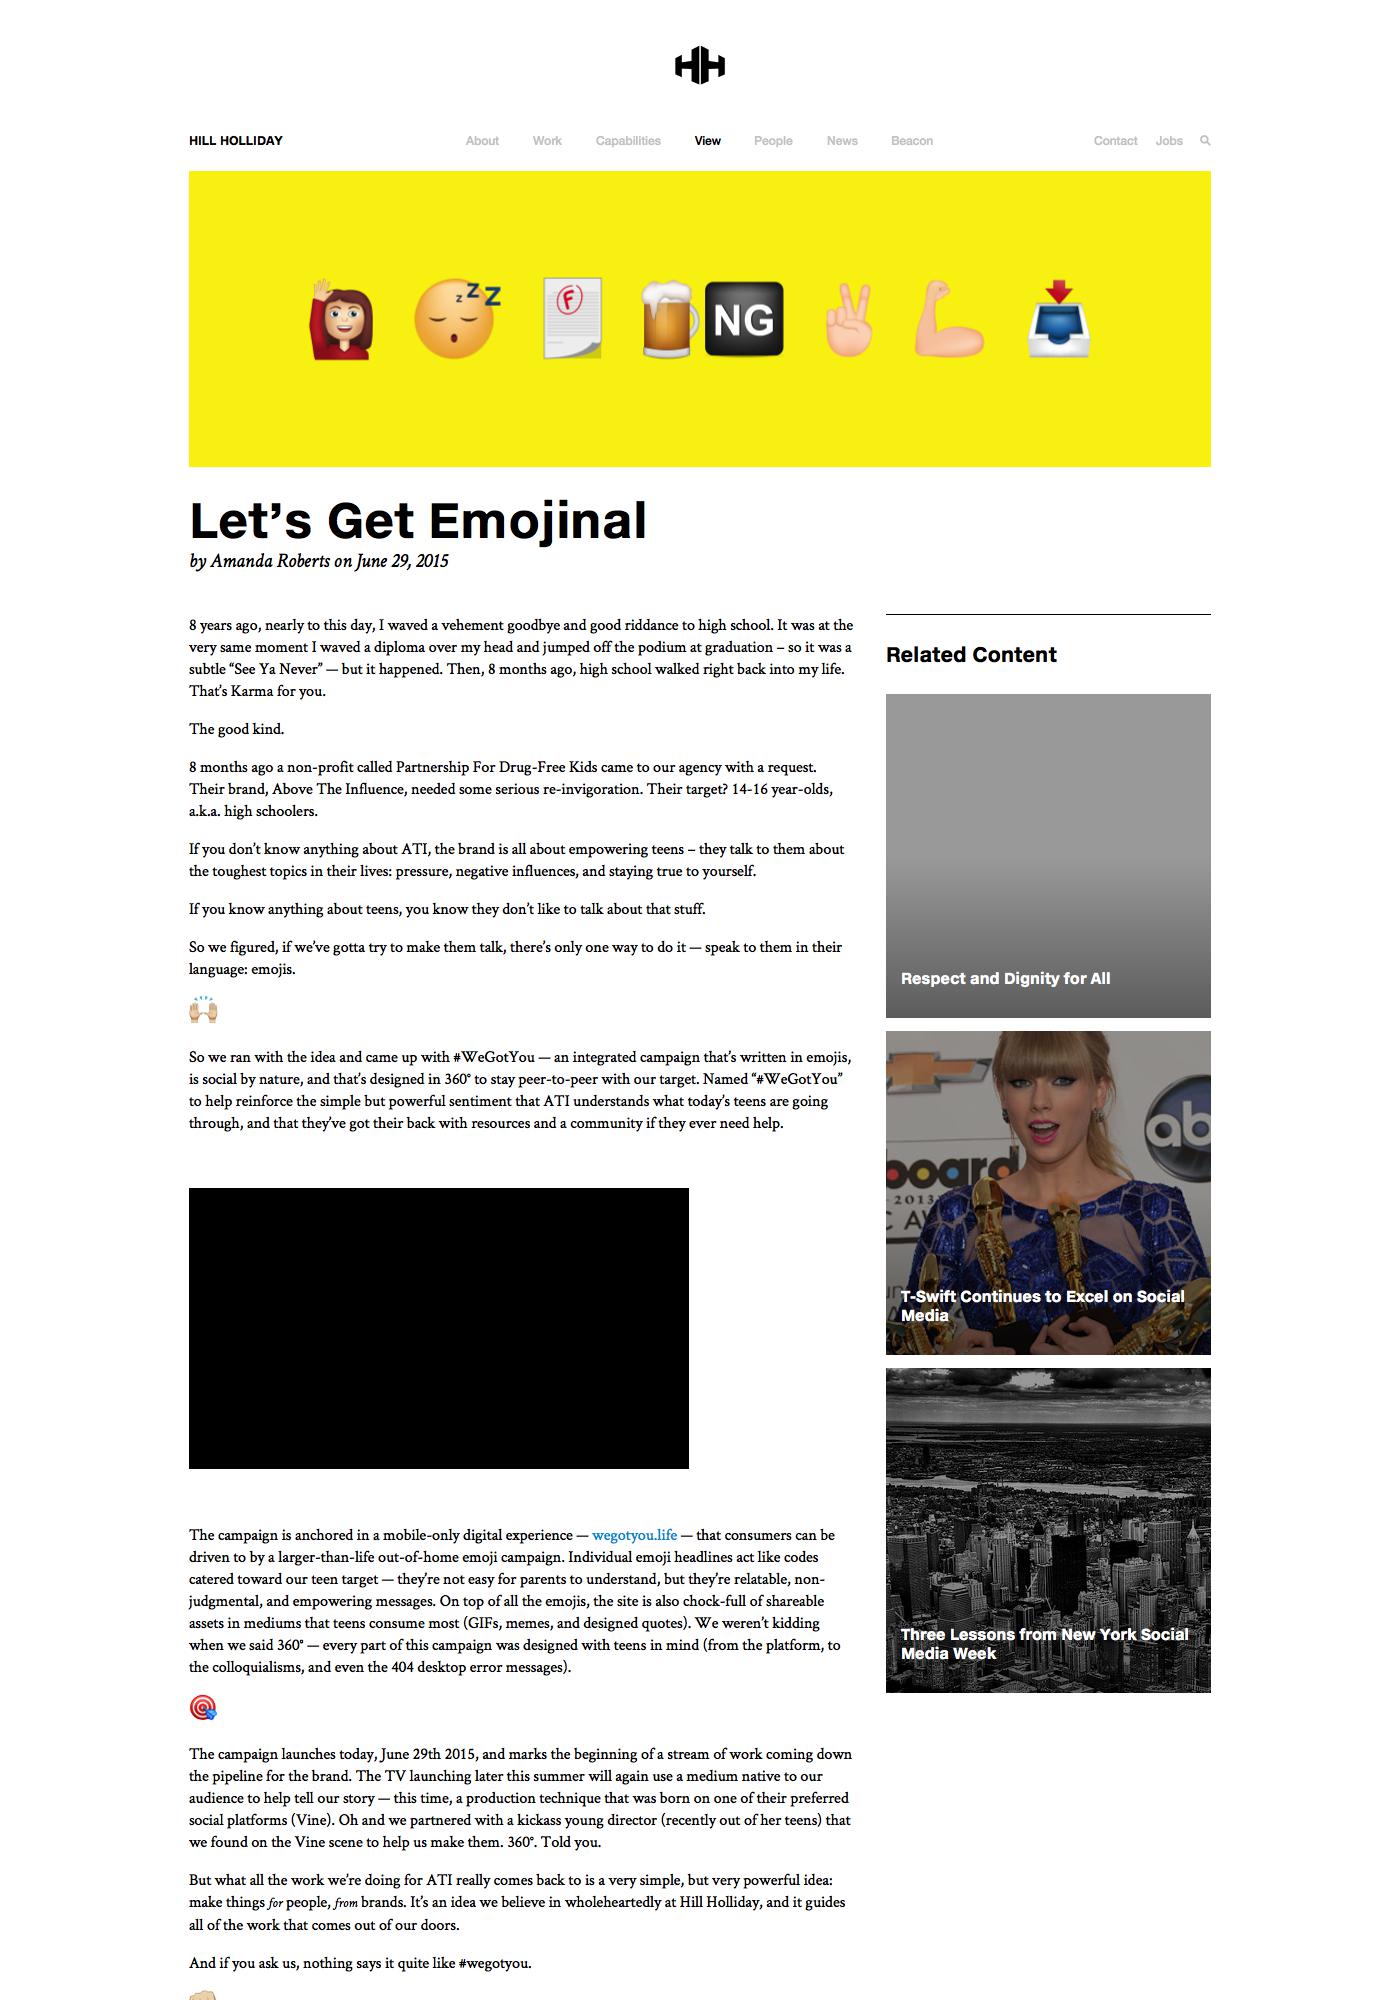 HH
HILL HOLLIDAY
About Work Capabilities View People News Beacon
Contact Jobs
z Z Z
F
NG
Let’s Get Emojinal
by Amanda Roberts on June 29, 2015
8 years ago, nearly to this day, I waved a vehement goodbye and good riddance to high school. It was at the
very same moment I waved a diploma over my head and jumped off the podium at graduation – so it was a
subtle “See Ya Never” — but it happened. Then, 8 months ago, high school walked right back into my life.
That’s Karma for you.
The good kind.
8 months ago a non-profit called Partnership For Drug-Free Kids came to our agency with a request.
Their brand, Above The Influence, needed some serious re-invigoration. Their target? 14-16 year-olds,
a.k.a. high schoolers.
If you don’t know anything about ATI, the brand is all about empowering teens – they talk to them about
the toughest topics in their lives: pressure, negative influences, and staying true to yourself.
If you know anything about teens, you know they don’t like to talk about that stuff.
So we figured, if we’ve gotta try to make them talk, there’s only one way to do it — speak to them in their
language: emojis.
So we ran with the idea and came up with #WeGotYou — an integrated campaign that’s written in emojis,
is social by nature, and that’s designed in 360° to stay peer-to-peer with our target. Named “#WeGotYou”
to help reinforce the simple but powerful sentiment that ATI understands what today’s teens are going
through, and that they’ve got their back with resources and a community if they ever need help.
The campaign is anchored in a mobile-only digital experience — wegotyou.life — that consumers can be
driven to by a larger-than-life out-of-home emoji campaign. Individual emoji headlines act like codes
catered toward our teen target — they’re not easy for parents to understand, but they’re relatable, non-
judgmental, and empowering messages. On top of all the emojis, the site is also chock-full of shareable
assets in mediums that teens consume most (GIFs, memes, and designed quotes). We weren’t kidding
when we said 360° — every part of this campaign was designed with teens in mind (from the platform, to
the colloquialisms, and even the 404 desktop error messages).
The campaign launches today, June 29th 2015, and marks the beginning of a stream of work coming down
the pipeline for the brand. The TV launching later this summer will again use a medium native to our
audience to help tell our story — this time, a production technique that was born on one of their preferred
social platforms (Vine). Oh and we partnered with a kickass young director (recently out of her teens) that
we found on the Vine scene to help us make them. 360°. Told you.
But what all the work we’re doing for ATI really comes back to is a very simple, but very powerful idea:
make things for people, from brands. It’s an idea we believe in wholeheartedly at Hill Holliday, and it guides
all of the work that comes out of our doors.
And if you ask us, nothing says it quite like #wegotyou.
Related Content
Respect and Dignity for All
abc
board
2013
C AV
T-Swift Continues to Excel on Social
Media
Three Lessons from New York Social
Media Week